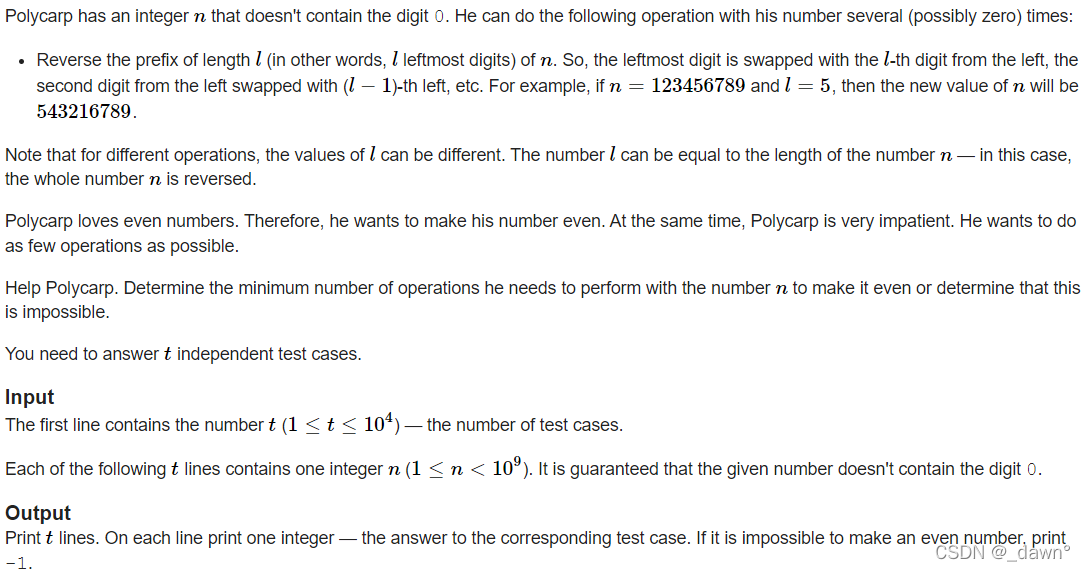 Polycarp has an integer n that doesn't contain the digit 0. He can do the following operation with his number several (possibly zero) times:
• Reverse the prefix of length l (in other words, l leftmost digits) of n. So, the leftmost digit is swapped with the l-th digit from the left, the
second digit from the left swapped with (l − 1)-th left, etc. For example, if n = 123456789 and l = 5, then the new value of n will be
543216789.
Note that for different operations, the values of l can be different. The number l can be equal to the length of the number n — in this case,
the whole number n is reversed.
Polycarp loves even numbers. Therefore, he wants to make his number even. At the same time, Polycarp is very impatient. He wants to do
as few operations as possible.
Help Polycarp. Determine the minimum number of operations he needs to perform with the number n to make it even or determine that this
is impossible.
You need to answer t independent test cases.
Input
The first line contains the number t (1 ≤ t ≤ 10⁴) — the number of test cases.
Each of the following t lines contains one integer n (1 ≤ n < 10⁹). It is guaranteed that the given number doesn't contain the digit 0.
Output
Print t lines. On each line print one integer — the answer to the corresponding test case. If it is impossible to make an even number, print
-1.
CSDN @_dawn°